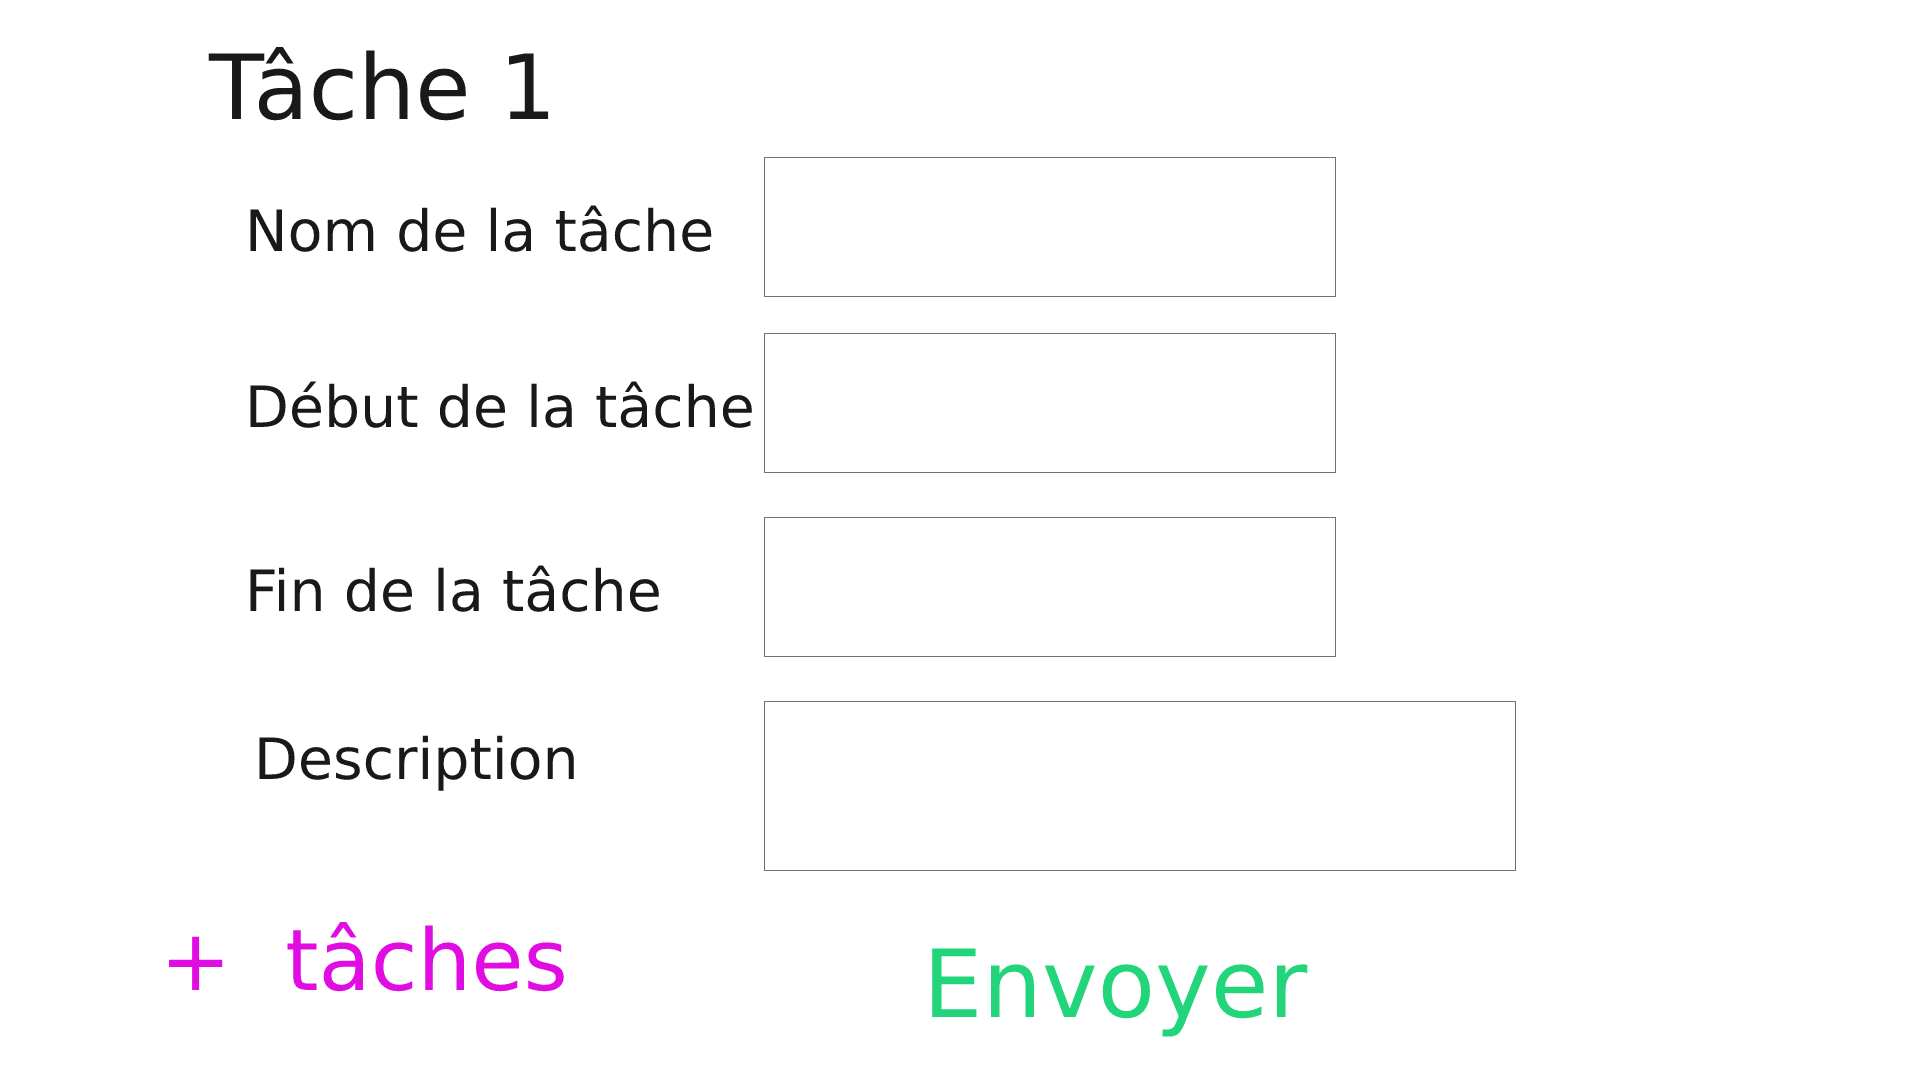 Tâche 1
Nom de la tâche
Début de la tâche
Fin de la tâche
Description
+ tâches
Envoyer